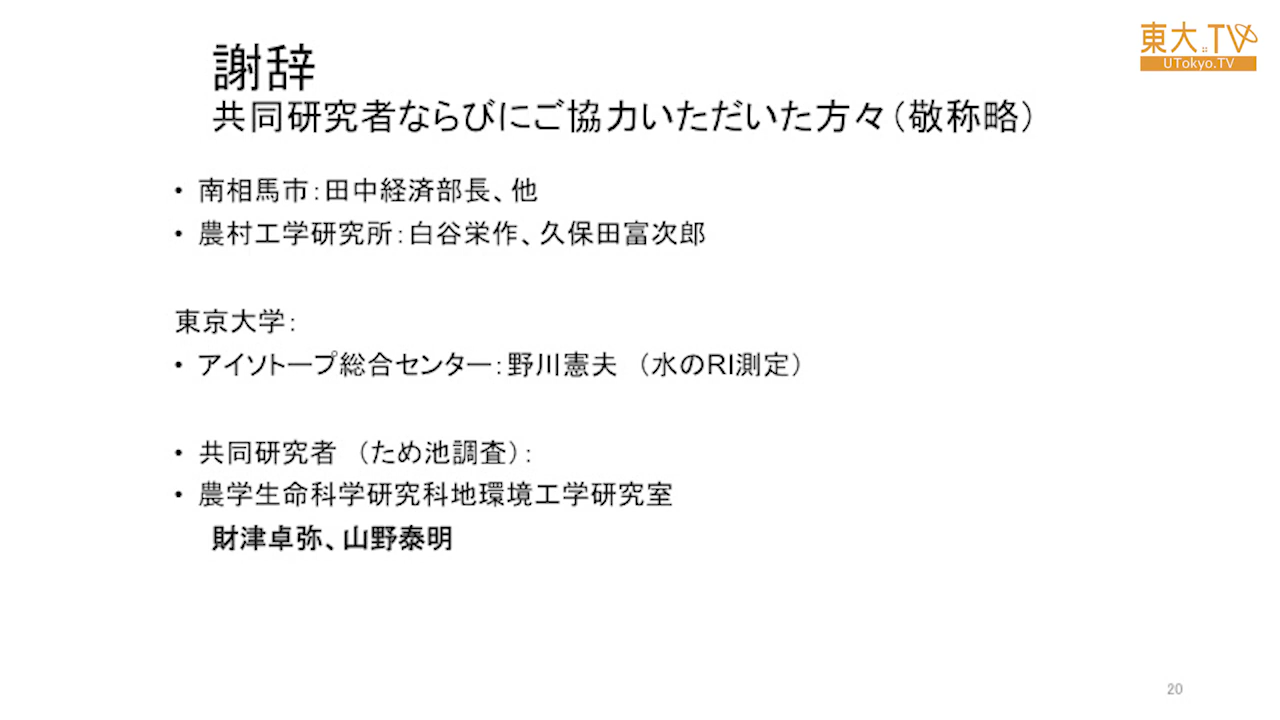 東大.TV
UTokyo.TV
謝辞
共同研究者ならびにご協力いただいた方々（敬称略）
• 南相馬市：田中経済部長、他
• 農村工学研究所：白谷栄作、久保田富次郎
東京大学：
• アイソトープ総合センター：野川憲夫　（水のRI測定）
• 共同研究者　（ため池調査）：
• 農学生命科学研究科地環境工学研究室
財津卓弥、山野泰明
20